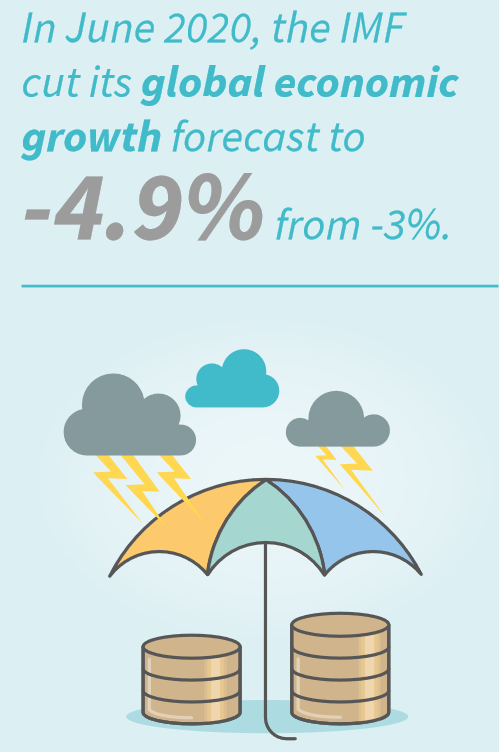 In June 2020, the IMF
cut its global economic
growth forecast to
-4.9% from -3%.